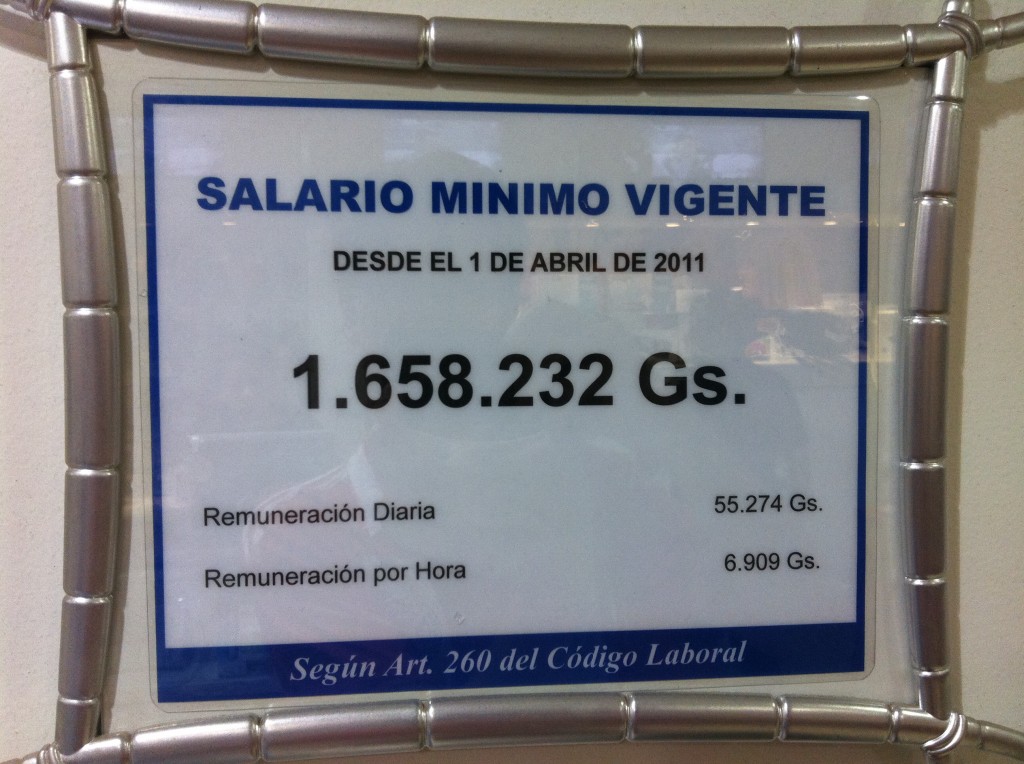 SALARIO MINIMO VIGENTE
DESDE EL 1 DE ABRIL DE 2011
1.658.232 Gs.
Remuneración Diaria 55.274 Gs.
Remuneración por Hora 6.909 Gs.
Según Art. 260 del Código Laboral